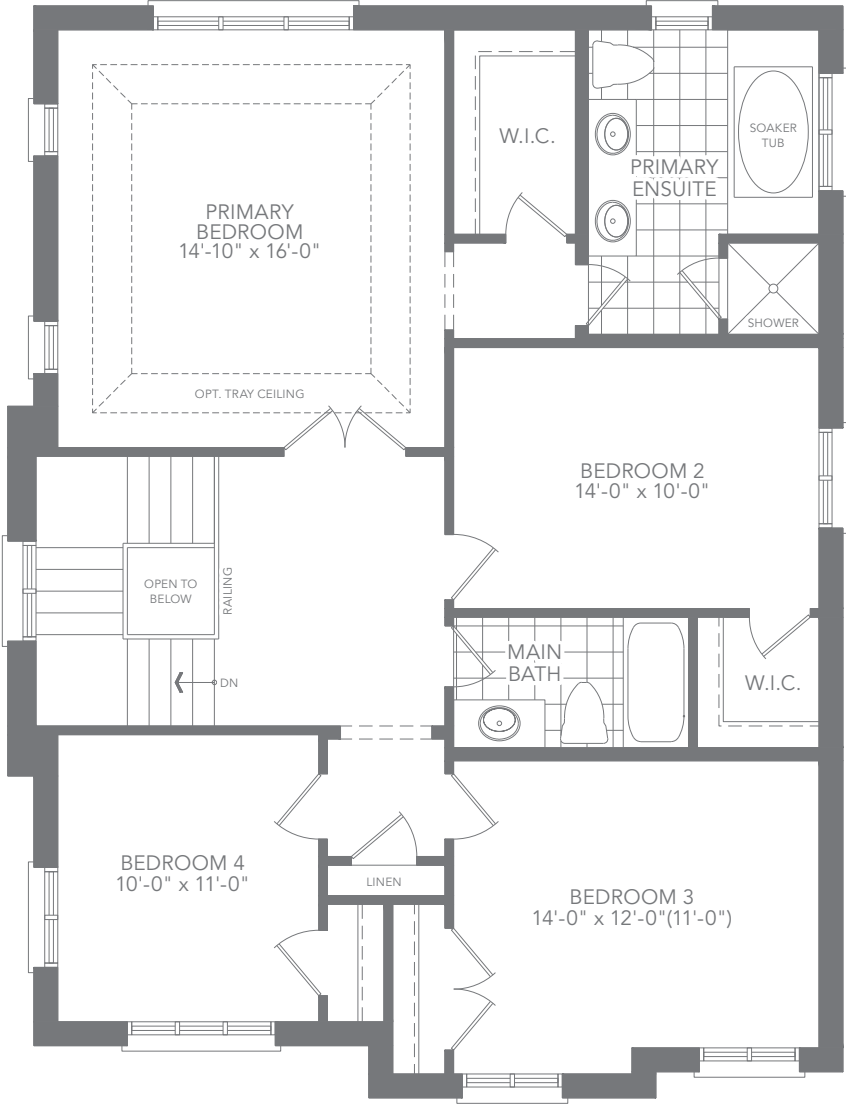 W.I.C.
SOAKER
TUB
PRIMARY
ENSUITE
PRIMARY
BEDROOM
14'-10" x 16'-0"
SHOWER
OPT. TRAY CEILING
BEDROOM 2
14'-0" x 10'-0"
OPEN TO
BELOW
RAILING
DN
MAIN
BATH
W.I.C.
BEDROOM 4
10'-0" x 11'-0"
LINEN
BEDROOM 3
14'-0" x 12'-0"(11'-0")